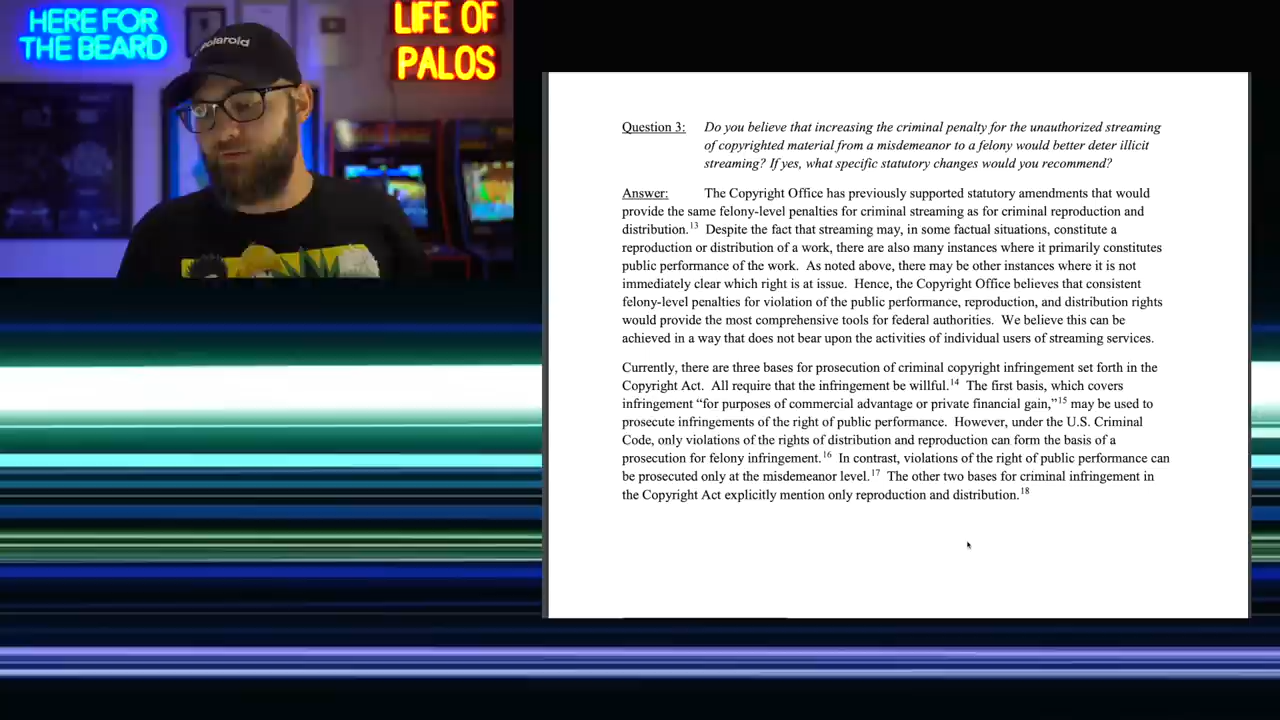 HERE FOR
THE BEARD
Polaroid
LIFE OF
PALOS
Question 3: Do you believe that increasing the criminal penalty for the unauthorized streaming
of copyrighted material from a misdemeanor to a felony would better deter illicit
streaming? If yes, what specific statutory changes would you recommend?
Answer: The Copyright Office has previously supported statutory amendments that would
provide the same felony-level penalties for criminal streaming as for criminal reproduction and
distribution.13 Despite the fact that streaming may, in some factual situations, constitute a
reproduction or distribution of a work, there are also many instances where it primarily constitutes
public performance of the work. As noted above, there may be other instances where it is not
immediately clear which right is at issue. Hence, the Copyright Office believes that consistent
felony-level penalties for violation of the public performance, reproduction, and distribution rights
would provide the most comprehensive tools for federal authorities. We believe this can be
achieved in a way that does not bear upon the activities of individual users of streaming services.
Currently, there are three bases for prosecution of criminal copyright infringement set forth in the
Copyright Act. All require that the infringement be willful.14 The first basis, which covers
infringement “for purposes of commercial advantage or private financial gain,”15 may be used to
prosecute infringements of the right of public performance. However, under the U.S. Criminal
Code, only violations of the rights of distribution and reproduction can form the basis of a
prosecution for felony infringement.16 In contrast, violations of the right of public performance can
be prosecuted only at the misdemeanor level.17 The other two bases for criminal infringement in
the Copyright Act explicitly mention only reproduction and distribution.18